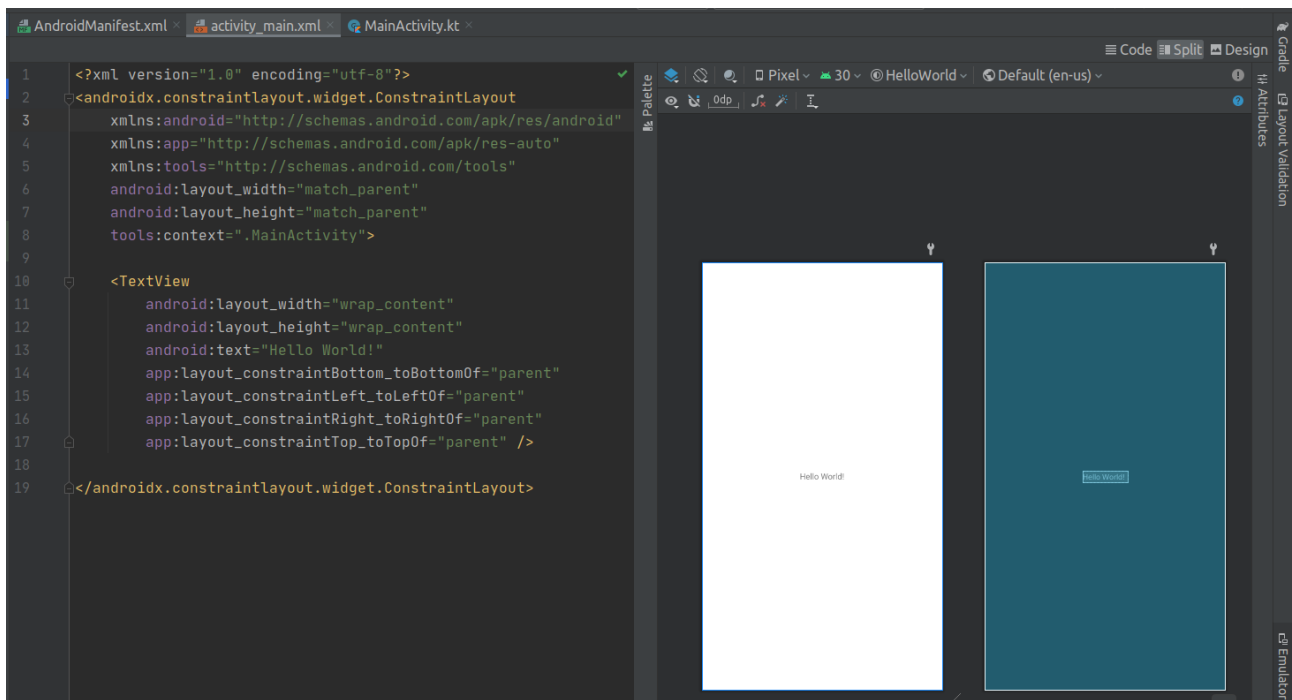 AndroidManifest.xml
activity_main.xml
MainActivity.kt
Code
Split
Design
1 <?xml version="1.0" encoding="utf-8"?>
2 <androidx.constraintlayout.widget.ConstraintLayout
3 xmlns:android="http://schemas.android.com/apk/res/android"
4 xmlns:app="http://schemas.android.com/apk/res-auto"
5 xmlns:tools="http://schemas.android.com/tools"
6 android:layout_width="match_parent"
7 android:layout_height="match_parent"
8 tools:context=".MainActivity">
9
10 <TextView
11 android:layout_width="wrap_content"
12 android:layout_height="wrap_content"
13 android:text="Hello World!"
14 app:layout_constraintBottom_toBottomOf="parent"
15 app:layout_constraintLeft_toLeftOf="parent"
16 app:layout_constraintRight_toRightOf="parent"
17 app:layout_constraintTop_toTopOf="parent" />
18
19 </androidx.constraintlayout.widget.ConstraintLayout>
Palette
Pixel
30
HelloWorld
Default (en-us)
0dp
Hello World!
Hello World!
Attributes
Gradle
Layout Validation
Emulator